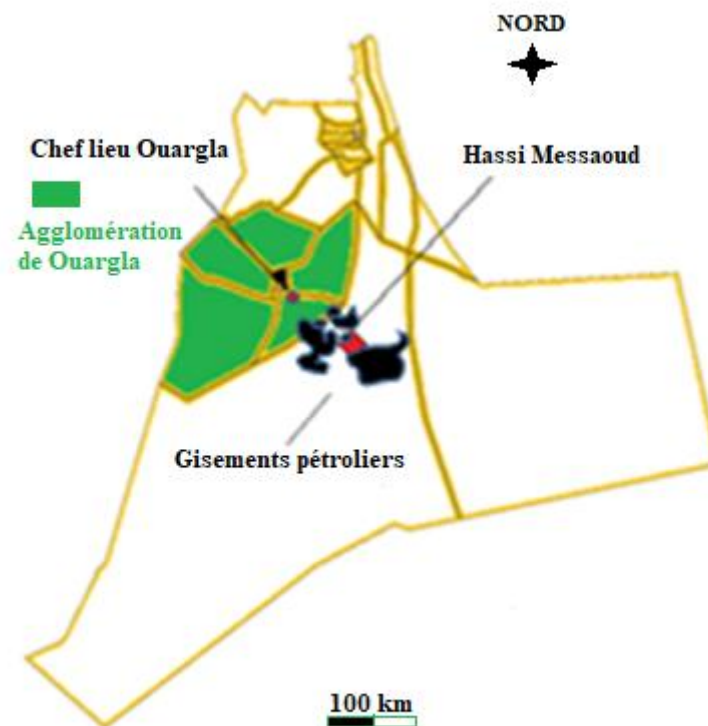 NORD
Chef lieu Ouargla
Hassi Messaoud
Agglomération
de Ouargla
Gisements pétroliers
100 km